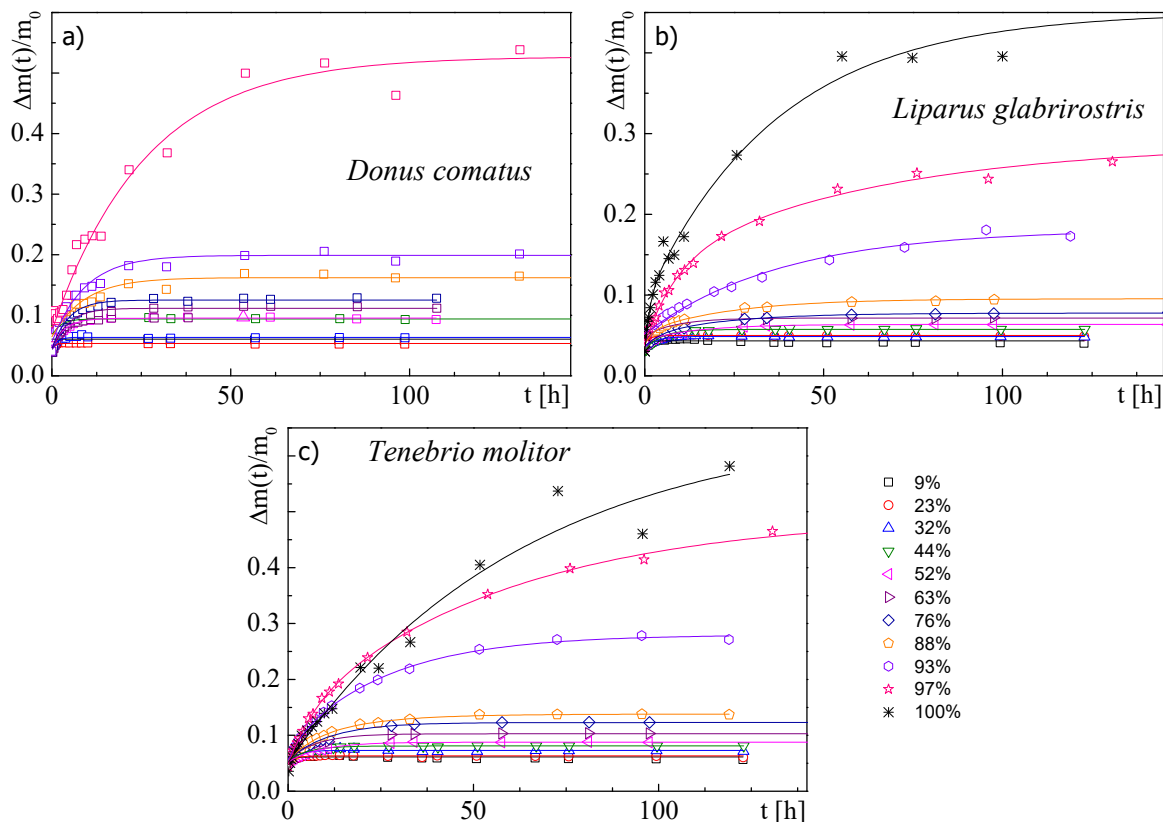 a)
Δm(t)/m₀
0.4
0.3
0.2
0.1
0.0
0
50
100
t [h]
Donus comatus
b)
Δm(t)/m₀
0.3
0.2
0.1
0.0
0
50
100
t [h]
Liparus glabrirostris
c)
Tenebrio molitor
Δm(t)/m₀
0.4
0.3
0.2
0.1
0.0
0
50
100
t [h]
9%
23%
32%
44%
52%
63%
76%
88%
93%
97%
100%